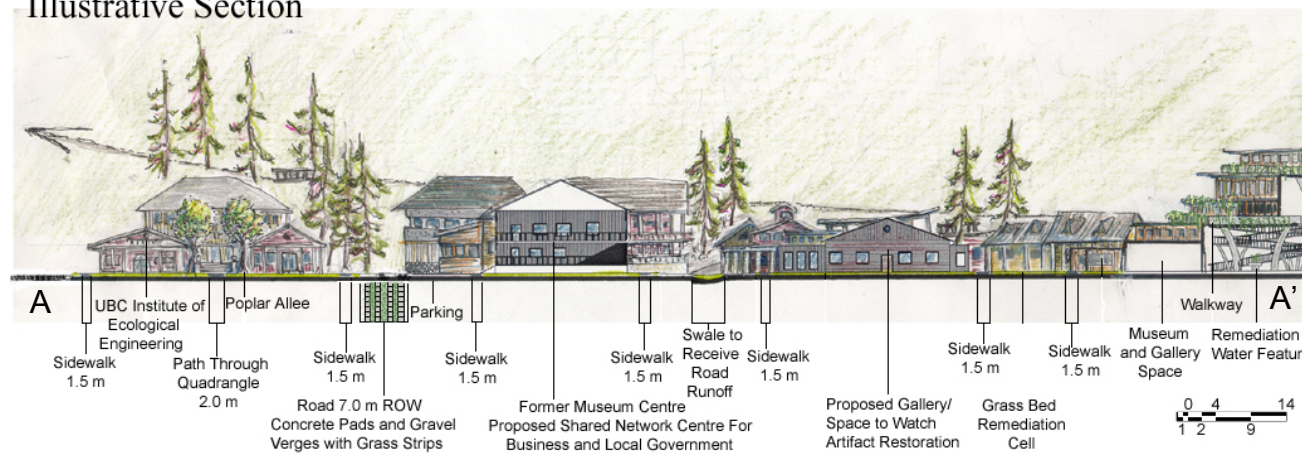 Illustrative Section
A
A'
UBC Institute of
Ecological
Engineering
Poplar Allee
Parking
Walkway
Sidewalk
1.5 m
Path Through
Quadrangle
2.0 m
Sidewalk
1.5 m
Road 7.0 m ROW
Concrete Pads and Gravel
Verges with Grass Strips
Sidewalk
1.5 m
Former Museum Centre
Proposed Shared Network Centre For
Business and Local Government
Sidewalk
1.5 m
Swale to
Receive
Road
Runoff
Sidewalk
1.5 m
Proposed Gallery/
Space to Watch
Artifact Restoration
Sidewalk
1.5 m
Grass Bed
Remediation
Cell
Sidewalk
1.5 m
Museum
and Gallery
Space
Remediation
Water Featur
0 4 14
1 2 9